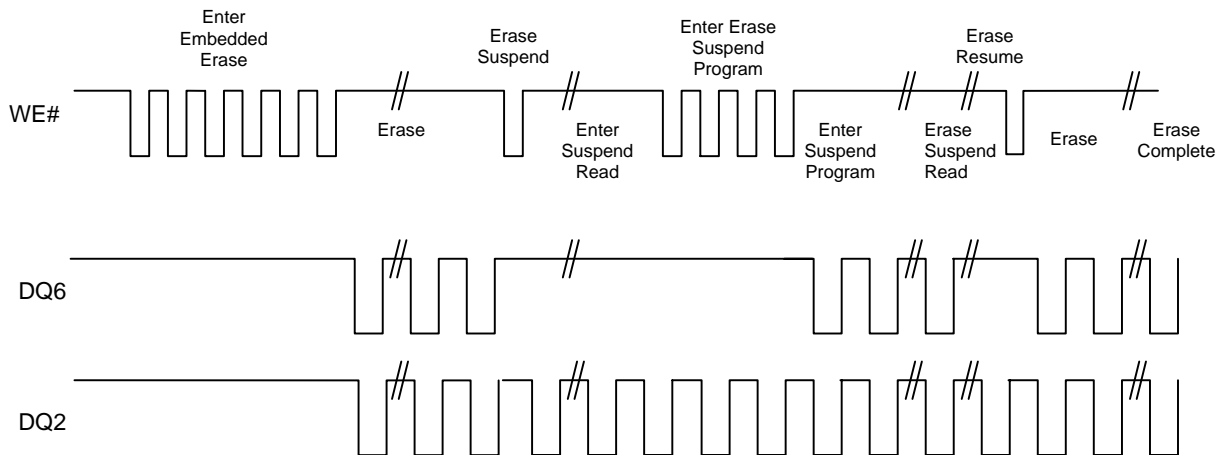 Enter
Embedded
Erase
Erase
Suspend
Enter Erase
Suspend
Program
Erase
Resume
WE#
Erase
Enter
Suspend
Read
Enter
Suspend
Program
Erase
Suspend
Read
Erase
Erase
Complete
DQ6
DQ2